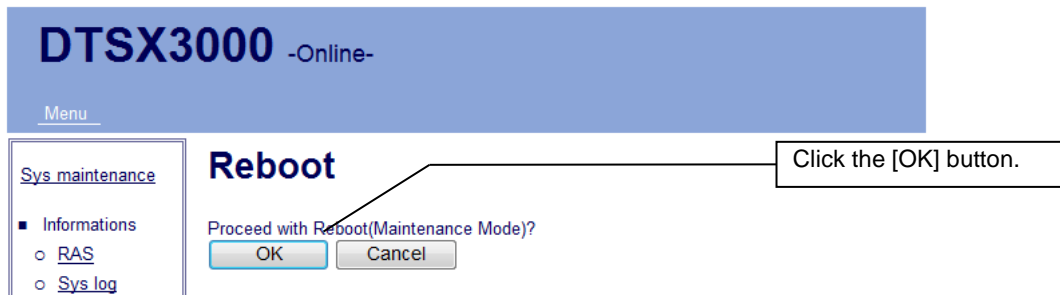 DTSX3000 -Online-
Menu
Sys maintenance
■ Informations
○ RAS
○ Sys log
Reboot
Proceed with Reboot(Maintenance Mode)?
OK Cancel
Click the [OK] button.